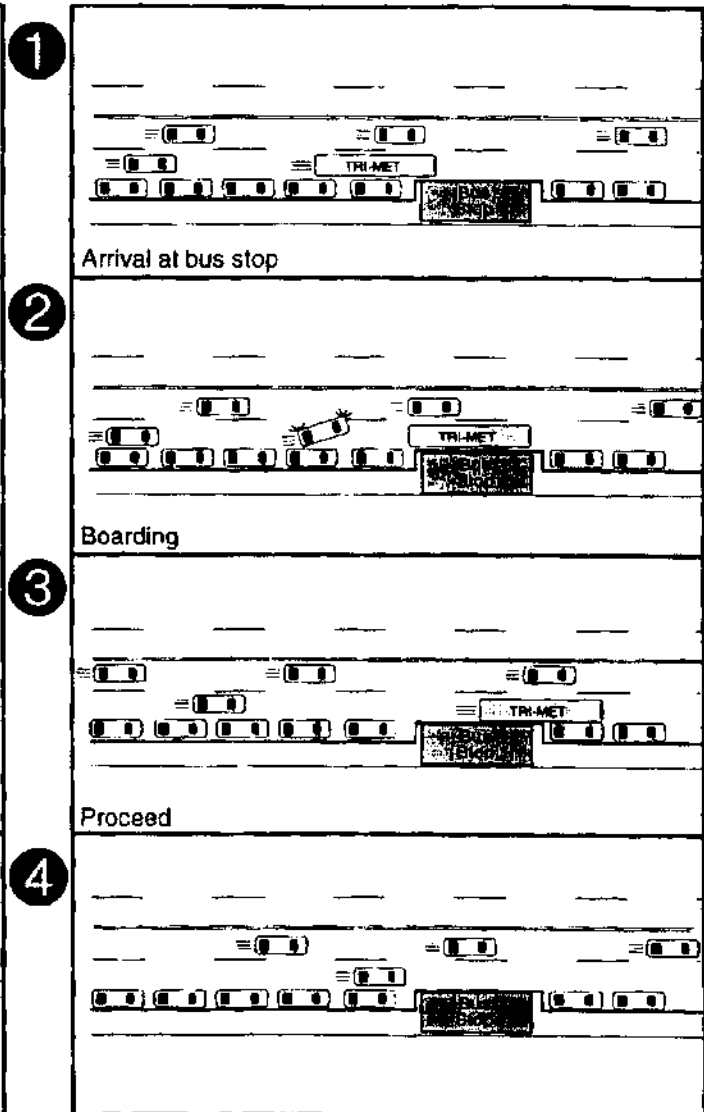 1
TRI-MET
Arrival at bus stop
2
TRI-MET
Boarding
3
TRI-MET
Proceed
4